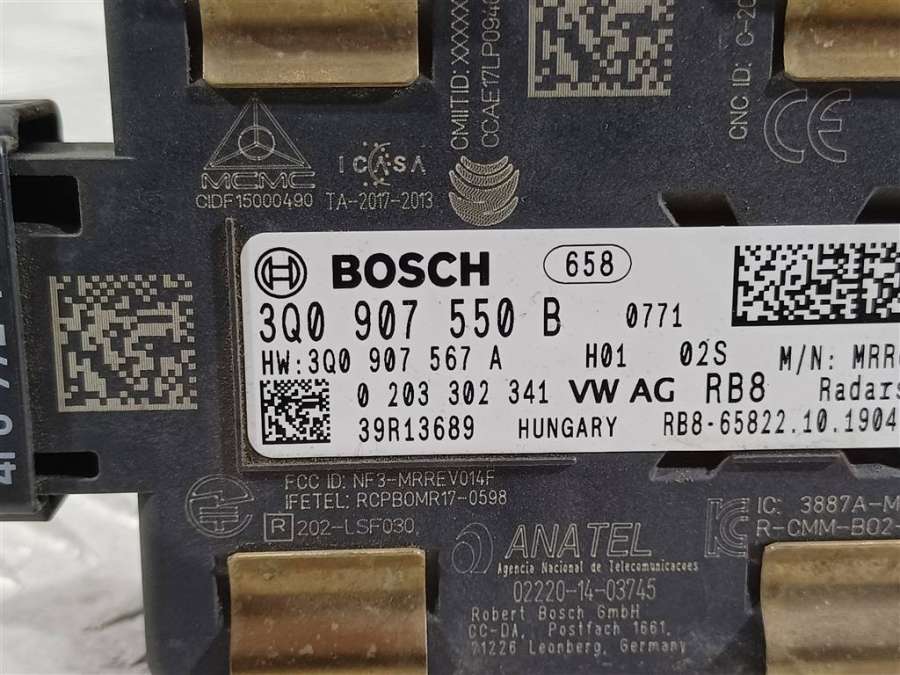 CMIITID: XXXXX
CCAE17LP094
CNC ID: C-20
CE
MCMC
CIDF15000490
ICASA
TA-2017-2013
BOSCH
658
3Q0 907 550 B
0771
HW:3Q0 907 567 A
H01 02S M/N: MRR
0 203 302 341 VW AG RB8 Radars
39R13689 HUNGARY RB8-65822.10.1904
FCC ID: NF3-MRREVO14F
IFETEL: RCPBOMR17-0598
R 202-LSF030
IC: 3887A-M
R-CMM-BO2-
ANATEL
Agencia Nacional de Telecomunicacoes
02220-14-03745
Robert Bosch GmbH
CC-DA, Postfach 1661,
71226 Leonberg, Germany